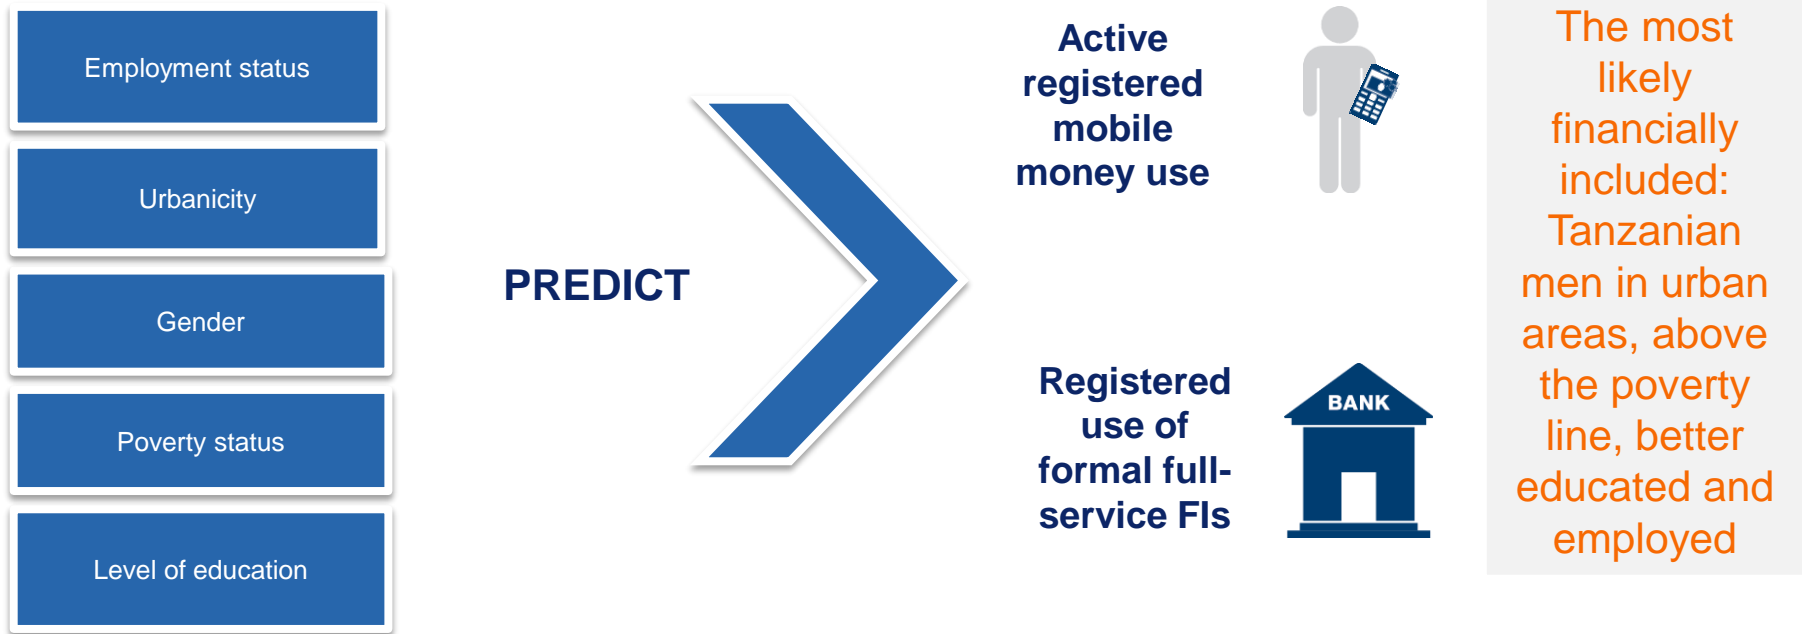 Employment status
Urbanicity
Gender
Poverty status
Level of education
PREDICT
Active
registered
mobile
money use
Registered
use of
formal full-
service FIs
BANK
The most
likely
financially
included:
Tanzanian
men in urban
areas, above
the poverty
line, better
educated and
employed